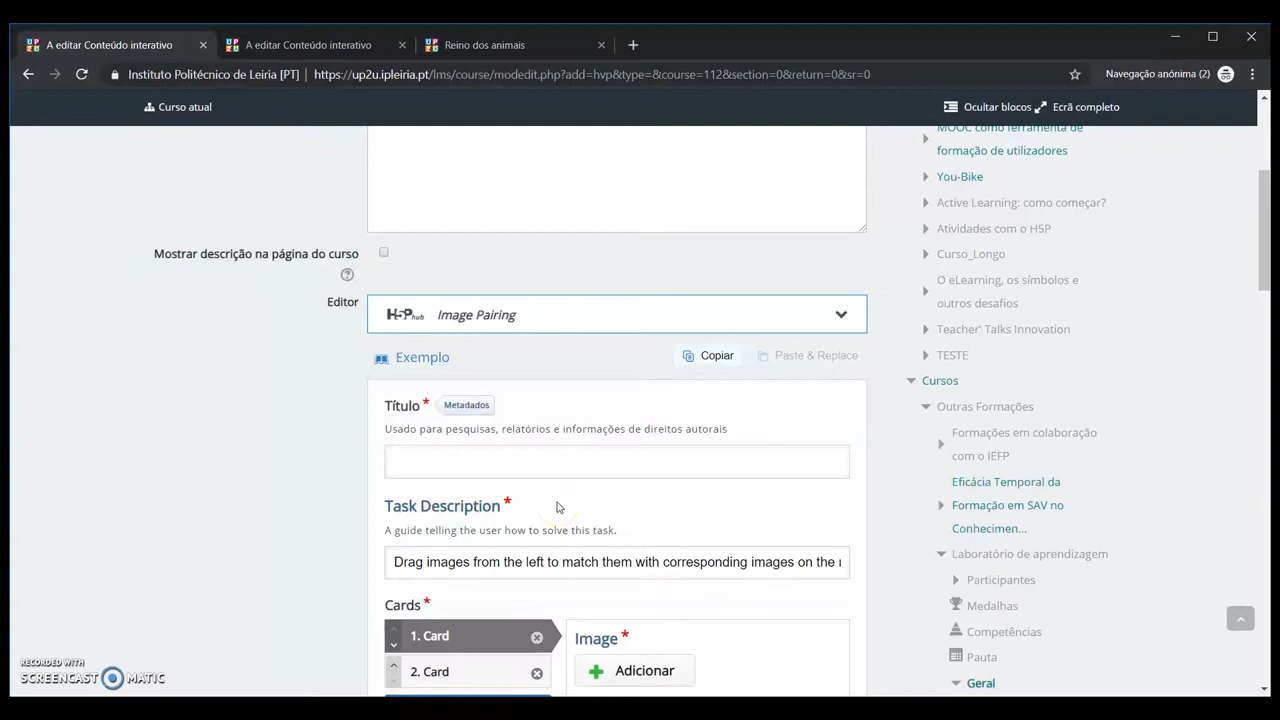 A editar Conteúdo interativo
A editar Conteúdo interativo
Reino dos animais
Instituto Politécnico de Leiria [PT]
https://up2u.ipleiria.pt/lms/course/modedit.php?add=hvp&type=&course=112&section=0&return=0&sr=0
Navegação anónima (2)
Curso atual
Ocultar blocos
Ecrã completo
Mostrar descrição na página do curso
Editor
H5P hub Image Pairing
Exemplo
Copiar
Paste & Replace
Título *
Metadados
Usado para pesquisas, relatórios e informações de direitos autorais
Task Description *
A guide telling the user how to solve this task.
Drag images from the left to match them with corresponding images on the
Cards *
1. Card
2. Card
Image *
Adicionar
MOOC como ferramenta de
formação de utilizadores
You-Bike
Active Learning: como começar?
Atividades com o H5P
Curso_Longo
O eLearning, os símbolos e
outros desafios
Teacher' Talks Innovation
TESTE
Cursos
Outras Formações
Formações em colaboração
com o IEFP
Eficácia Temporal da
Formação em SAV no
Conhecimen...
Laboratório de aprendizagem
Participantes
Medalhas
Competências
Pauta
Geral
RECORDED WITH
SCREENCAST MATIC